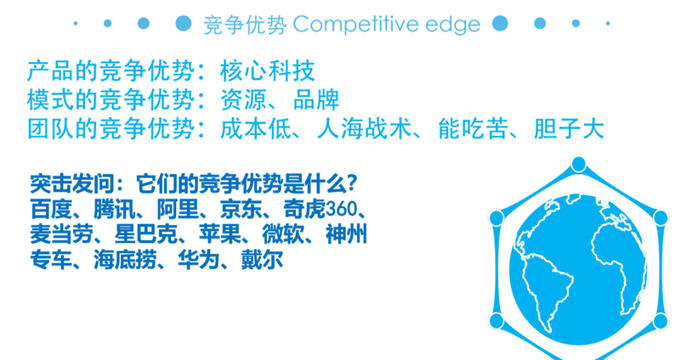 竞争优势 Competitive edge
产品的竞争优势：核心科技
模式的竞争优势：资源、品牌
团队的竞争优势：成本低、人海战术、能吃苦、胆子大
突击发问：它们的竞争优势是什么？
百度、腾讯、阿里、京东、奇虎360、
麦当劳、星巴克、苹果、微软、神州
专车、海底捞、华为、戴尔